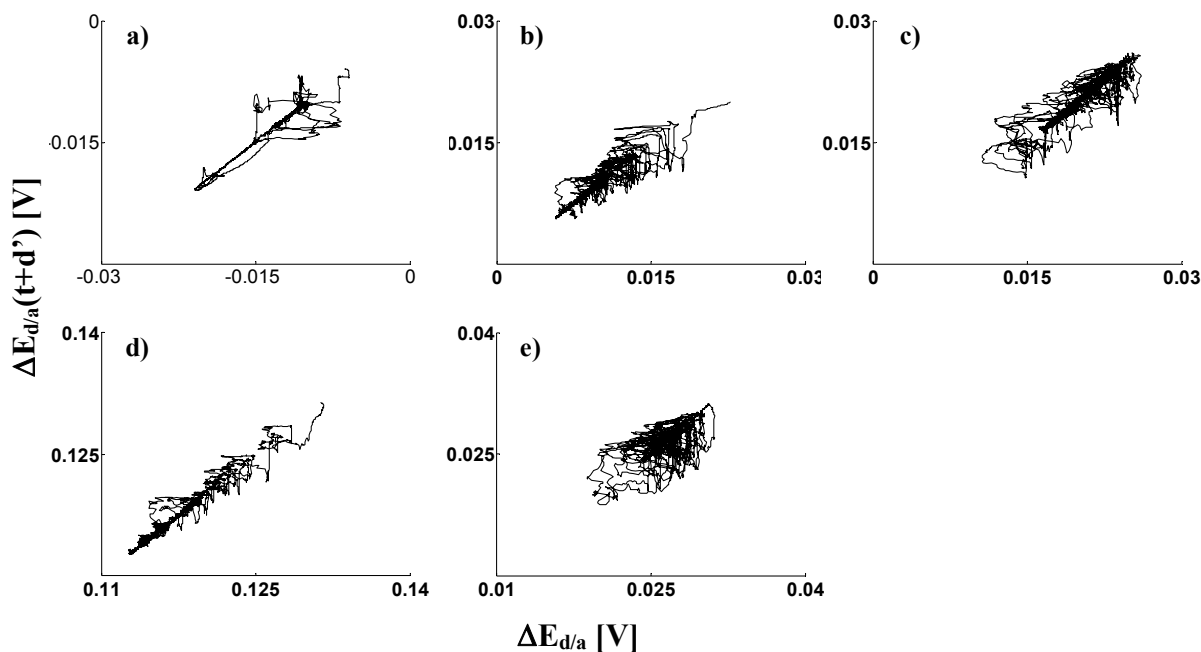 ΔE_{d/a}(t+d') [V]
0
a)
-0.015
-0.03 -0.015 0
0.03
b)
0.015
0 0.015 0.03
0.03
c)
0.015
0 0.015 0.03
0.14
d)
0.125
0.11 0.125 0.14
0.04
e)
0.025
0.01 0.025 0.04
ΔE_{d/a} [V]